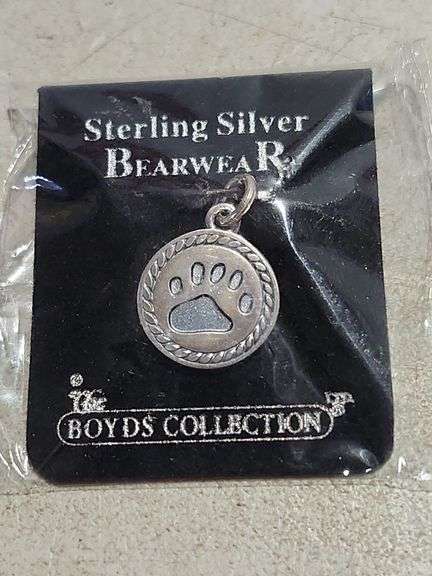 Sterling Silver
BEARWEAR
The
BOYDS COLLECTION